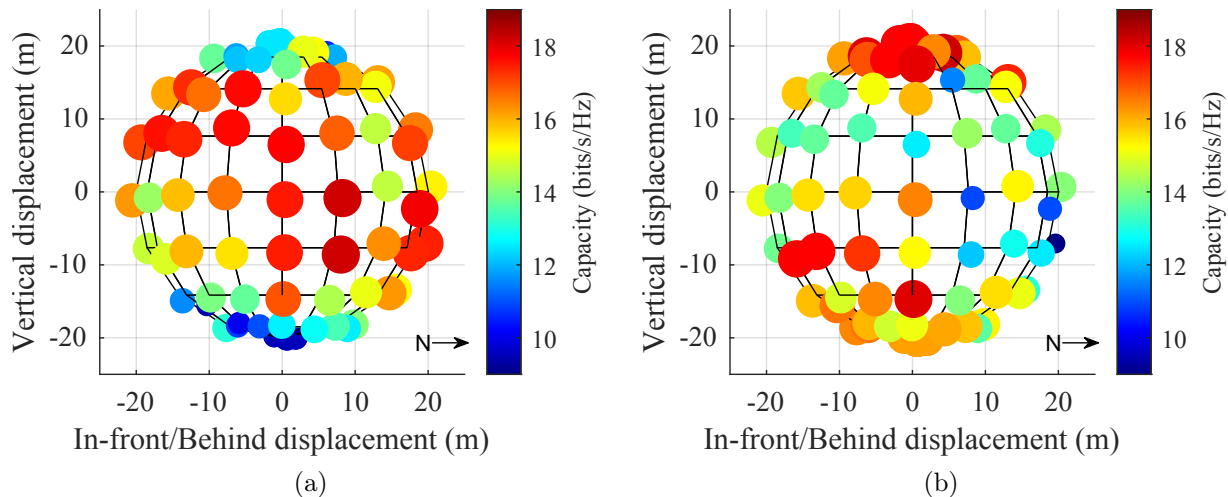 20
10
0
-10
-20
Vertical displacement (m)
-20 -10 0 10 20
In-front/Behind displacement (m)
N
18
16
14
12
10
Capacity (bits/s/Hz)
(a)
20
10
0
-10
-20
Vertical displacement (m)
-20 -10 0 10 20
In-front/Behind displacement (m)
N
18
16
14
12
10
Capacity (bits/s/Hz)
(b)